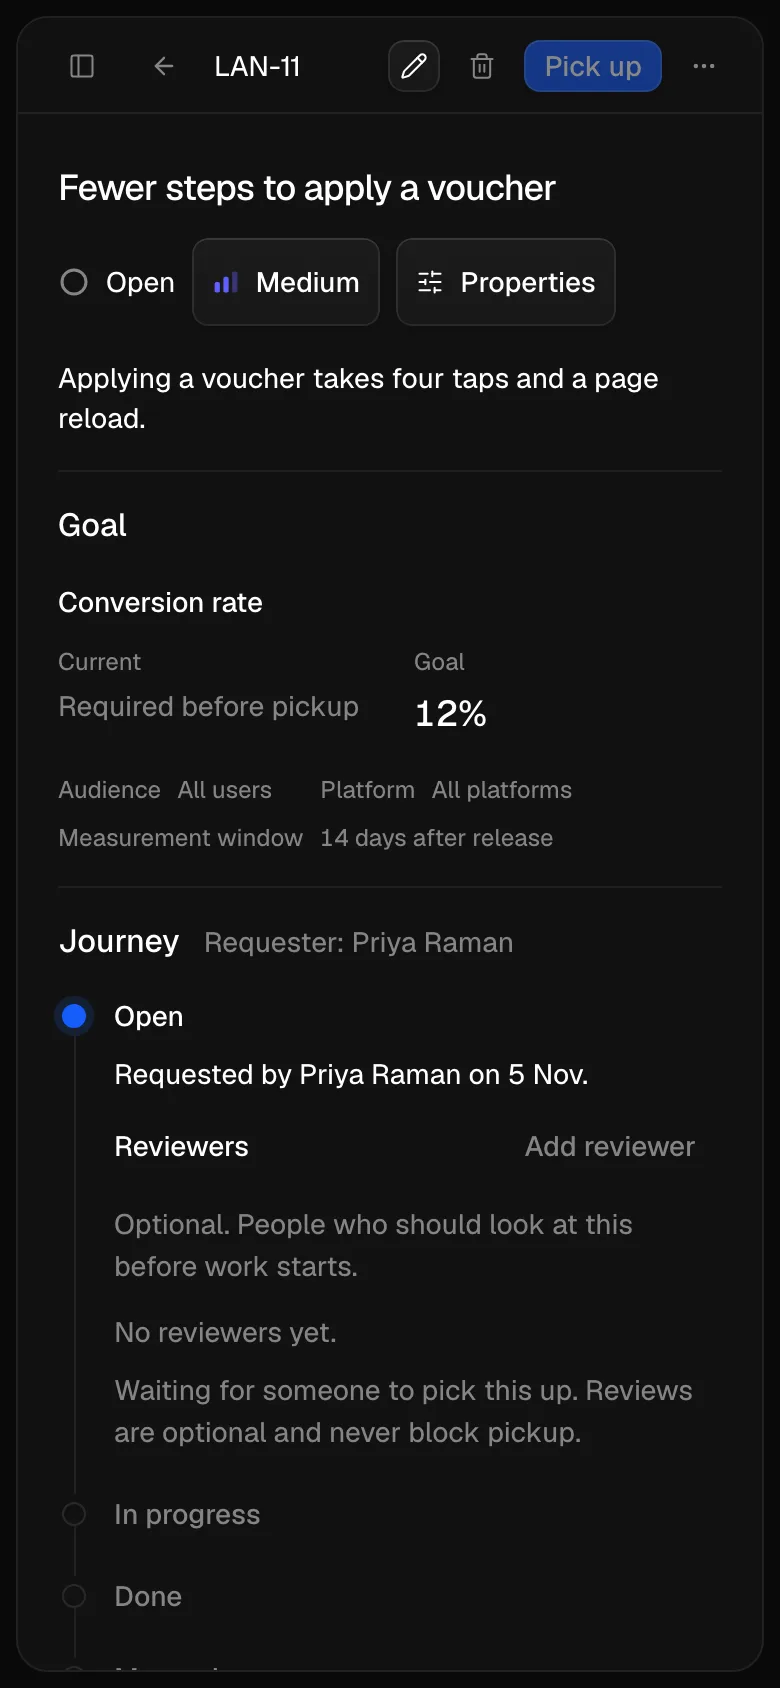 LAN-11
Pick up
Fewer steps to apply a voucher
Open
Medium
Properties
Applying a voucher takes four taps and a page
reload.
Goal
Conversion rate
Current
Goal
Required before pickup
12%
Audience All users Platform All platforms
Measurement window 14 days after release
Journey Requester: Priya Raman
Open
Requested by Priya Raman on 5 Nov.
Reviewers
Add reviewer
Optional. People who should look at this
before work starts.
No reviewers yet.
Waiting for someone to pick this up. Reviews
are optional and never block pickup.
In progress
Done